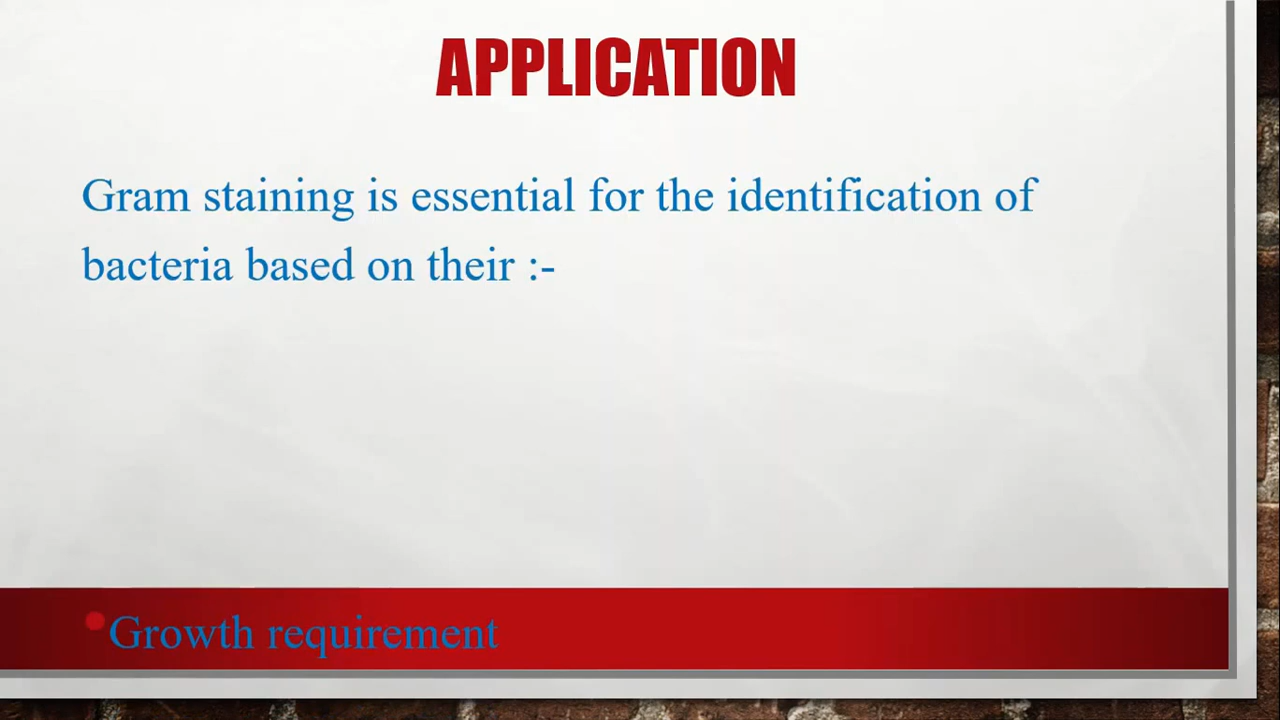 APPLICATION
Gram staining is essential for the identification of
bacteria based on their :-
•Growth requirement